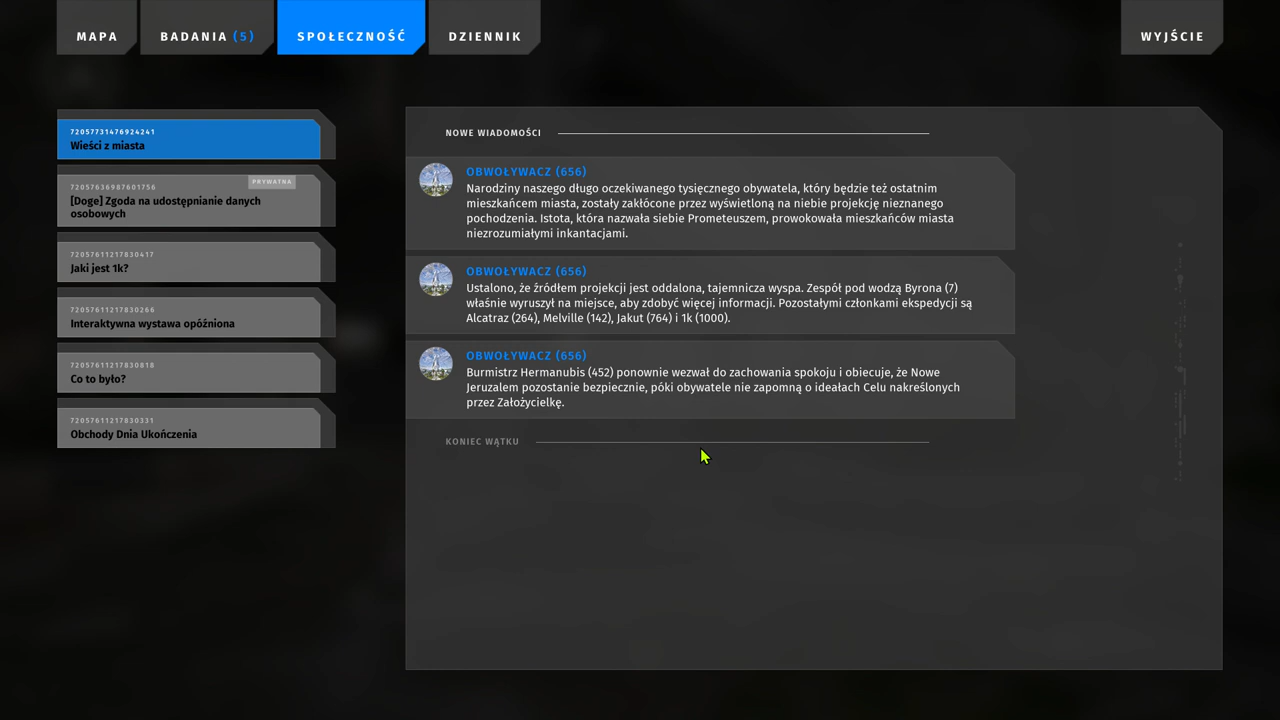 MAPA
BADANIA (5)
SPOŁECZNOŚĆ
DZIENNIK
WYJŚCIE
72057731476924241
Wieści z miasta
72057636987601756
PRYWATNA
[Doge] Zgoda na udostępnianie danych
osobowych
72057611217830417
Jaki jest 1k?
72057611217830266
Interaktywna wystawa opóźniona
72057611217830818
Co to było?
72057611217830331
Obchody Dnia Ukończenia
NOWE WIADOMOŚCI
OBWOŁYWACZ (656)
Narodziny naszego długo oczekiwanego tysięcznego obywatela, który będzie też ostatnim
mieszkańcem miasta, zostały zakłócone przez wyświetloną na niebie projekcję nieznanego
pochodzenia. Istota, która nazwała siebie Prometeuszem, prowokowała mieszkańców miasta
niezrozumiałymi inkantacjami.
OBWOŁYWACZ (656)
Ustalono, że źródłem projekcji jest oddalona, tajemnicza wyspa. Zespół pod wodzą Byrona (7)
właśnie wyruszył na miejsce, aby zdobyć więcej informacji. Pozostałymi członkami ekspedycji są
Alcatraz (264), Melville (142), Jakut (764) i 1k (1000).
OBWOŁYWACZ (656)
Burmistrz Hermanubis (452) ponownie wezwał do zachowania spokoju i obiecuje, że Nowe
Jeruzalem pozostanie bezpiecznie, póki obywatele nie zapomną o ideałach Celu nakreślonych
przez Założycielkę.
KONIEC WĄTKU